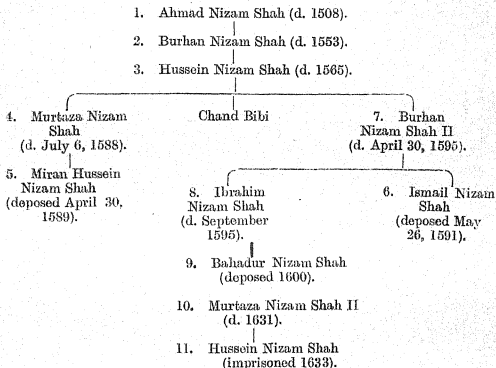 1. Ahmad Nizam Shah (d. 1508).
2. Burhan Nizam Shah (d. 1553).
3. Hussein Nizam Shah (d. 1565).
4. Murtaza Nizam
Shah
(d. July 6, 1588).
Chand Bibi
7. Burhan
Nizam Shah II
(d. April 30, 1595).
5. Miran Hussein
Nizam Shah
(deposed April 30,
1589).
8. Ibrahim
Nizam Shah
(d. September
1595).
6. Ismail Nizam
Shah
(deposed May
26, 1591).
9. Bahadur Nizam Shah
(deposed 1600).
10. Murtaza Nizam Shah II
(d. 1631).
11. Hussein Nizam Shah
(imprisoned 1633).